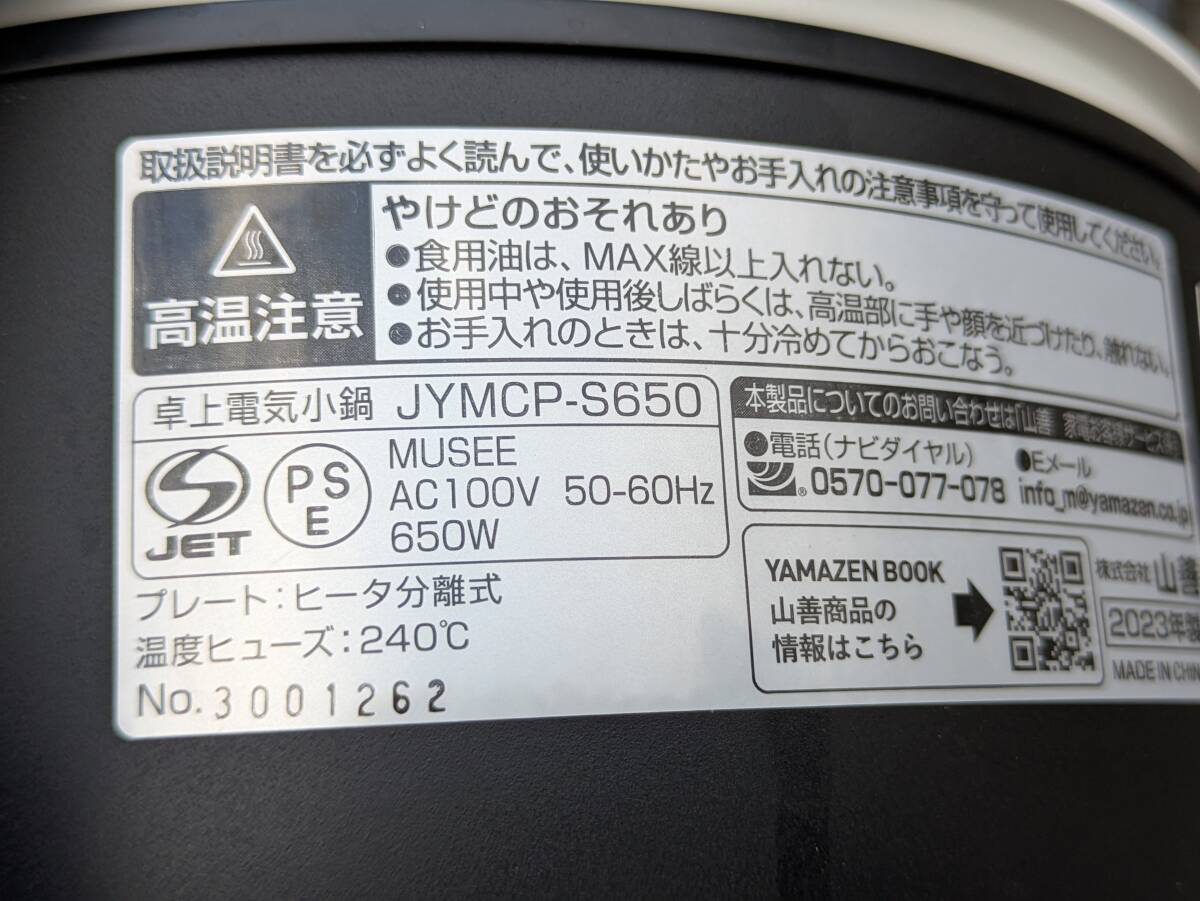 取扱説明書を必ずよく読んで、使いかたやお手入れの注意事項を守って使用してください。
高温注意
やけどのおそれあり
●食用油は、MAX線以上入れない。
●使用中や使用後しばらくは、高温部に手や顔を近づけたり、触れない。
●お手入れのときは、十分冷めてからおこなう。
卓上電気小鍋 JYMCP-S650
JET
PS
E
MUSEE
AC100V 50-60Hz
650W
プレート:ヒータ分離式
温度ヒューズ:240℃
No.3001262
本製品についてのお問い合わせは「山善 家電お客様サービス係」
●電話(ナビダイヤル)
0570-077-078
●Eメール
info_m@yamazen.co.jp
YAMAZEN BOOK
山善商品の
情報はこちら
株式会社 山善
2023年製
MADE IN CHIN